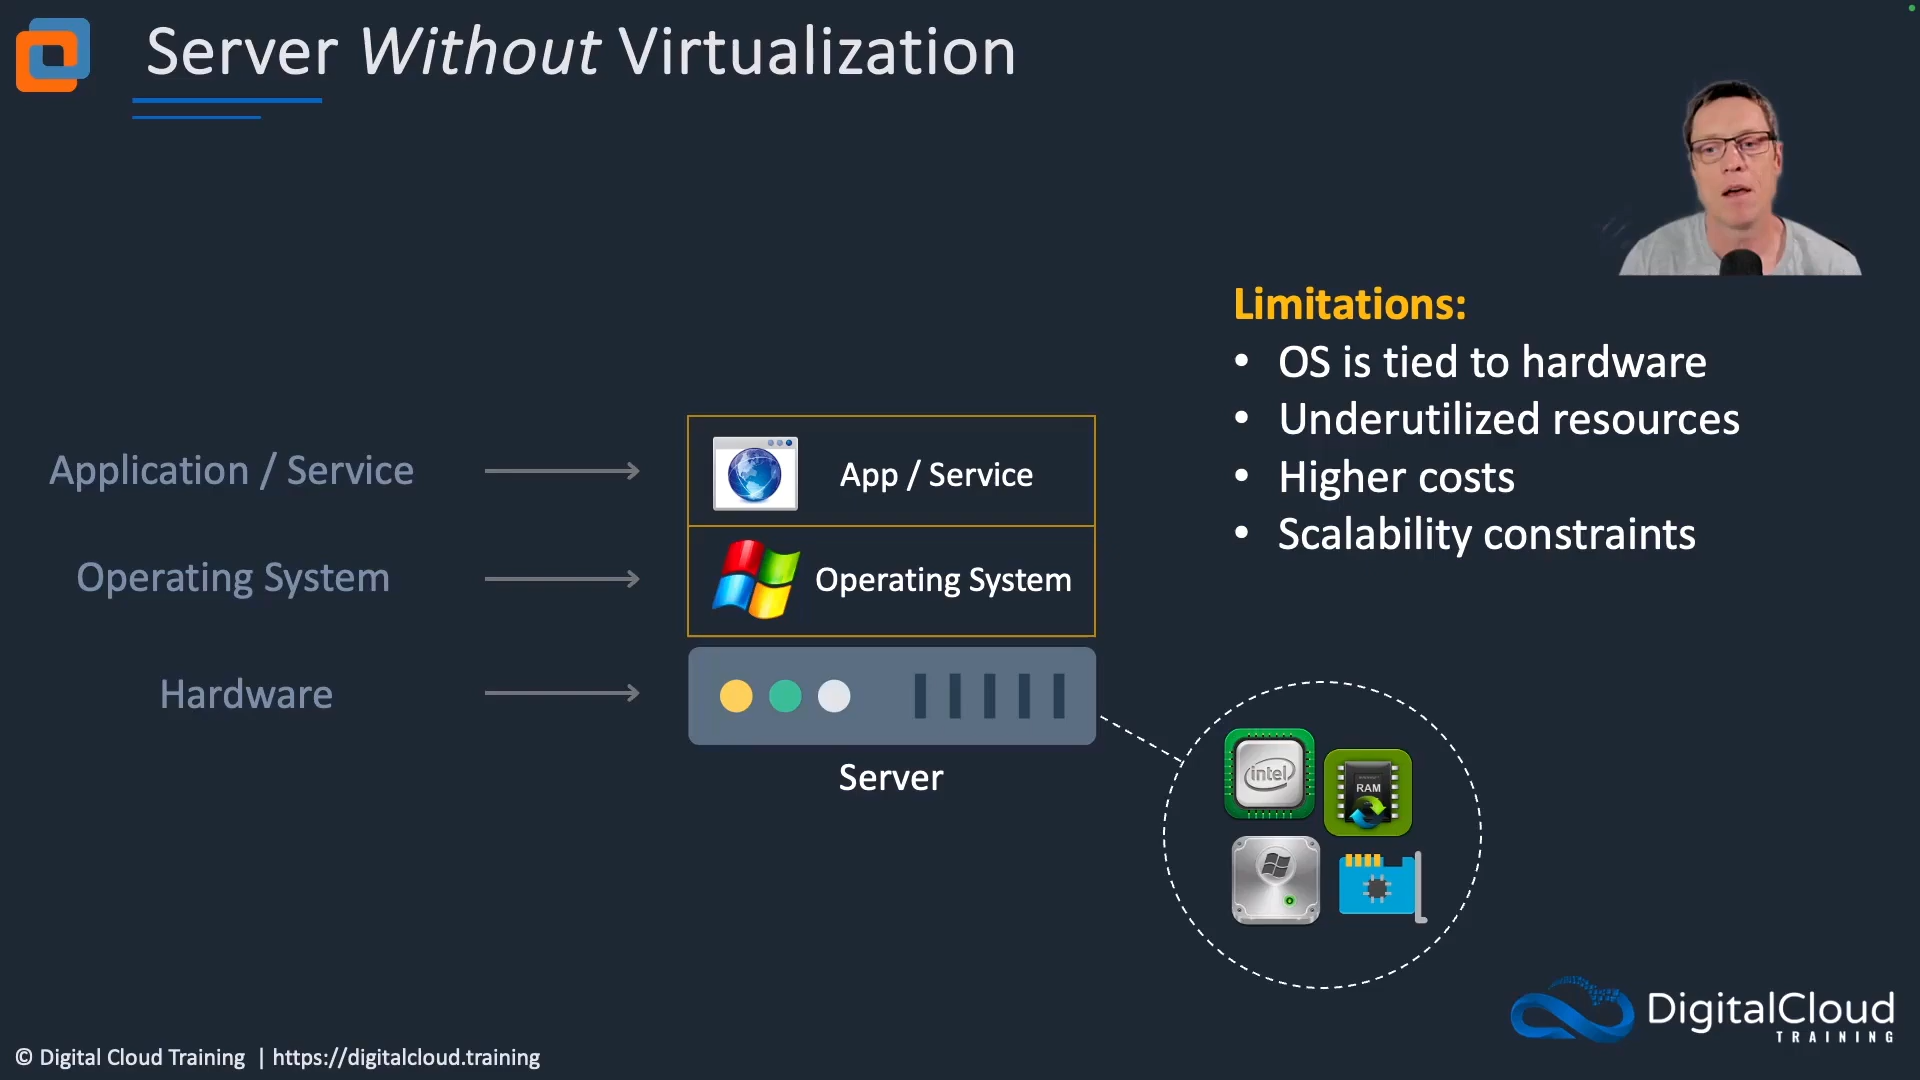 Server Without Virtualization
Limitations:
• OS is tied to hardware
• Underutilized resources
• Higher costs
• Scalability constraints
Application / Service
App / Service
Operating System
Operating System
Hardware
Server
intel
RAM
DigitalCloud
TRAINING
© Digital Cloud Training | https://digitalcloud.training